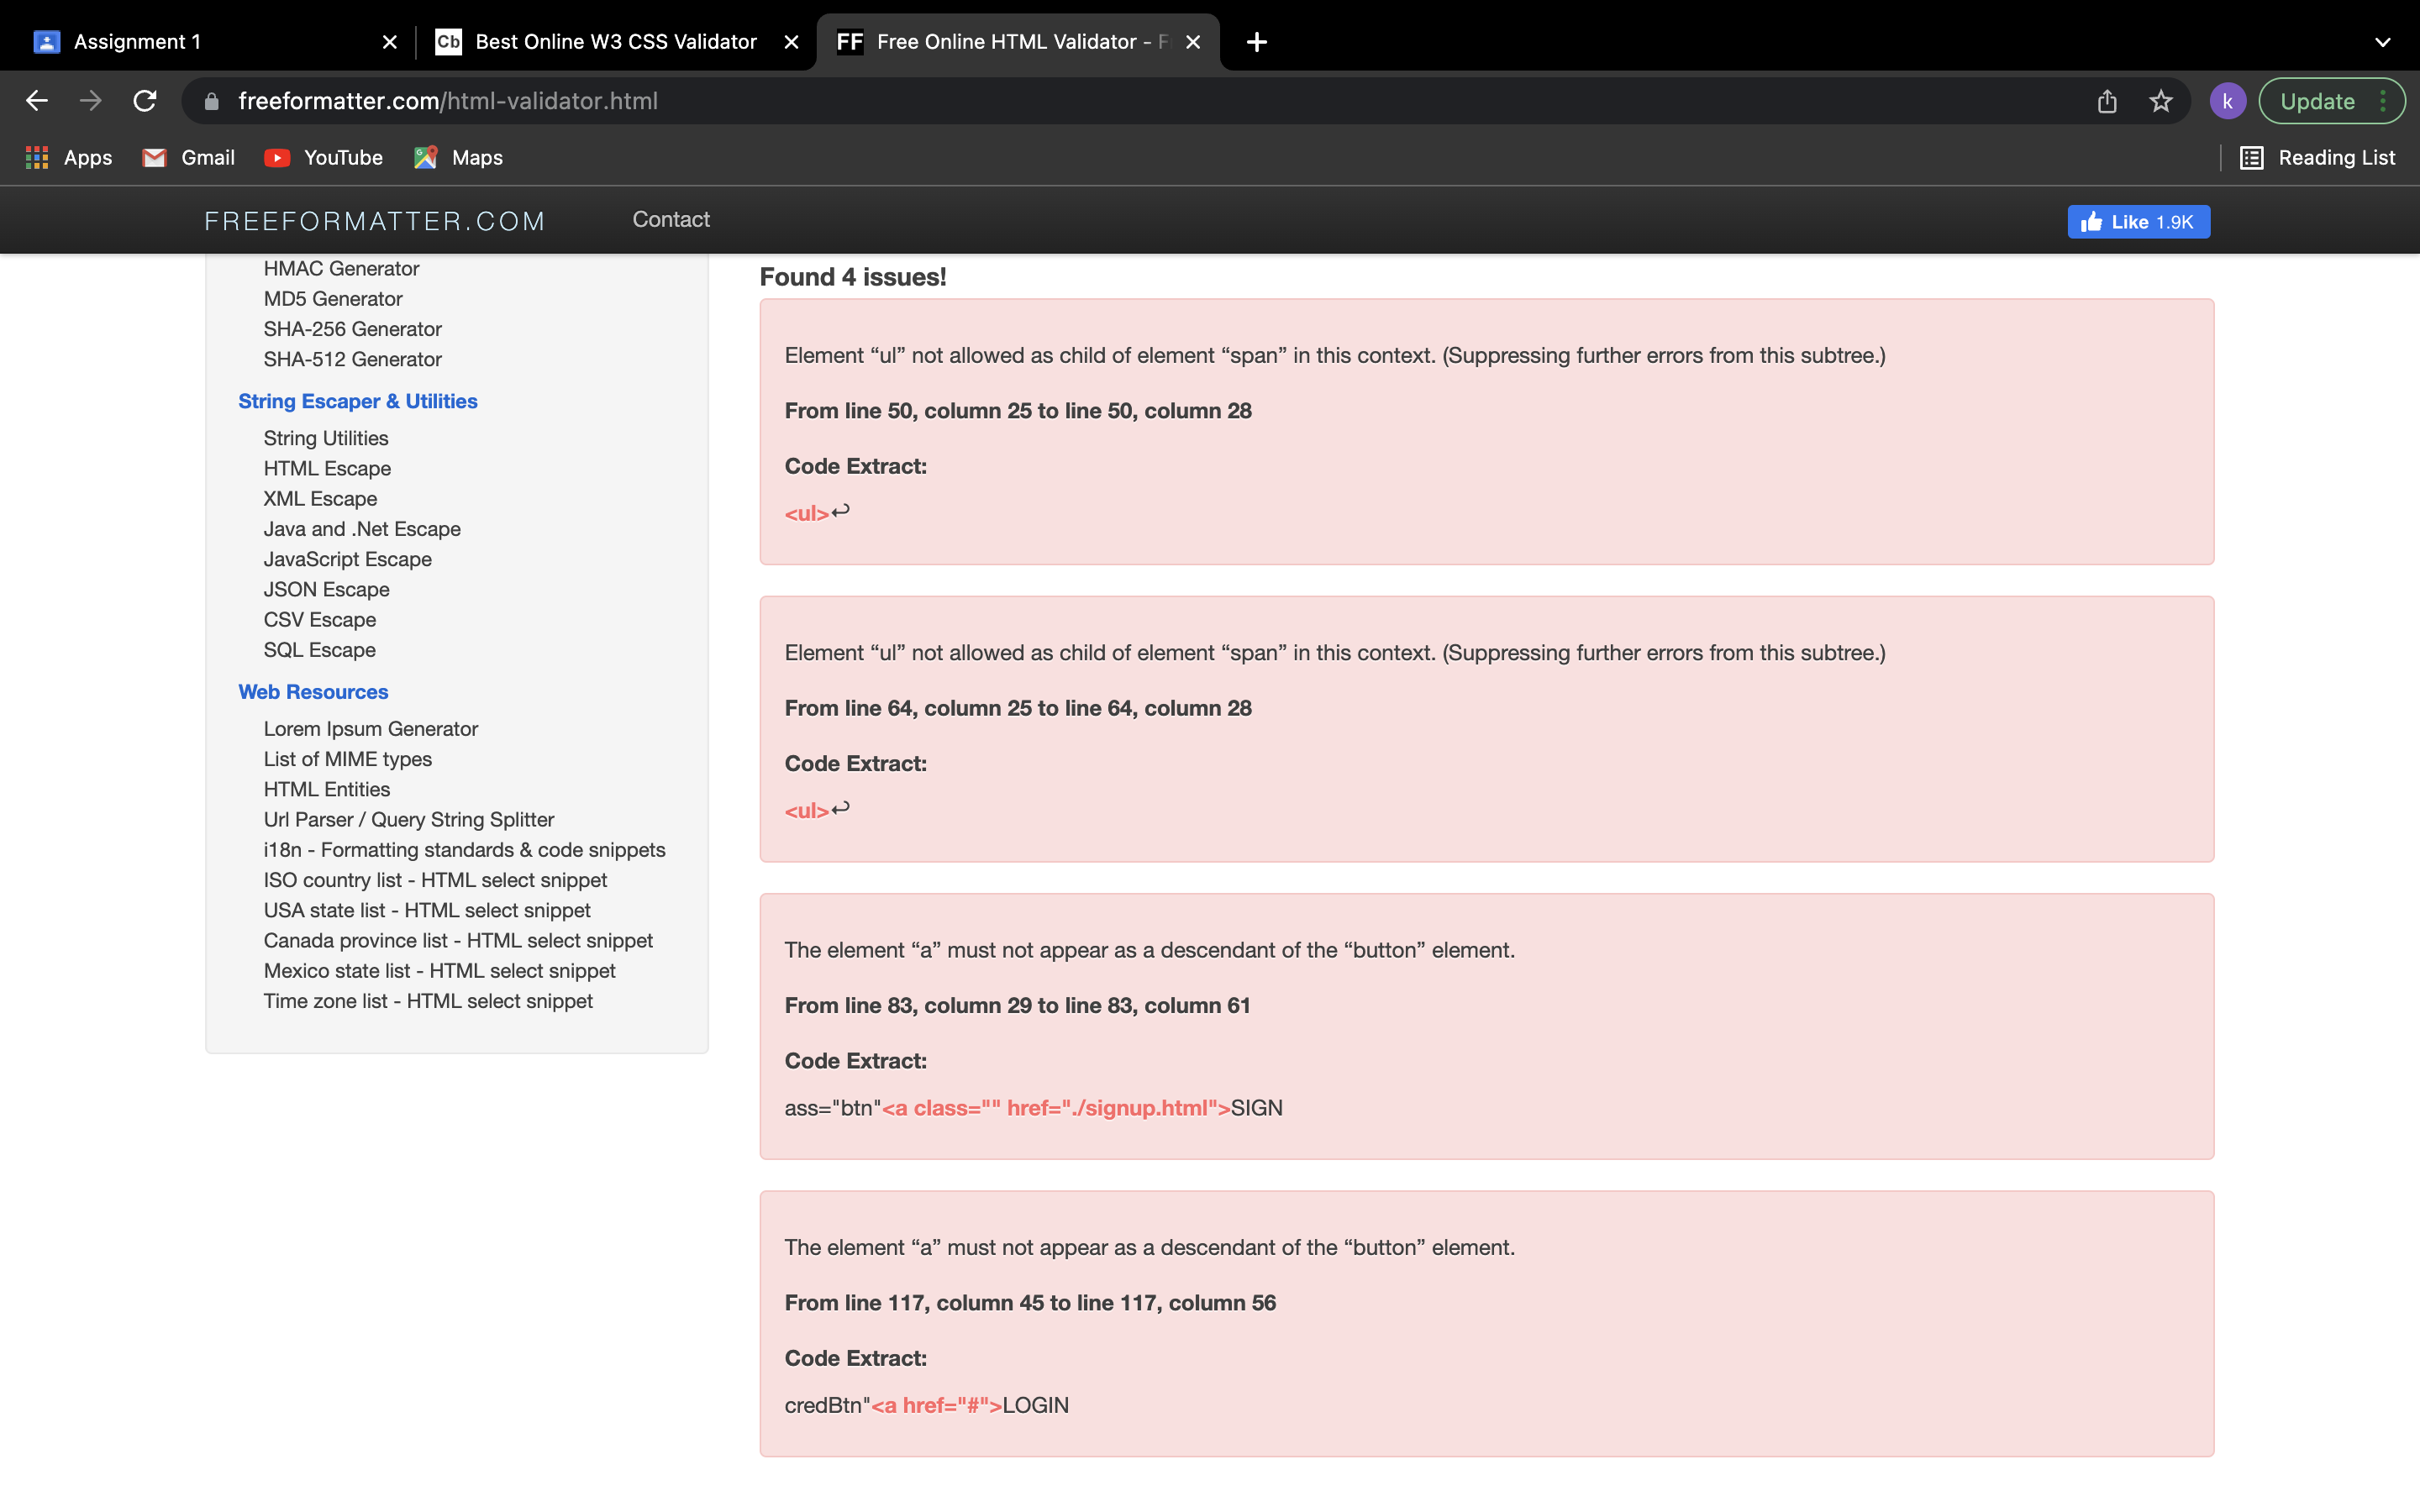 Assignment 1
Cb Best Online W3 CSS Validator
FF Free Online HTML Validator - F
freeformatter.com/html-validator.html
k
Update
Apps
Gmail
YouTube
Maps
Reading List
FREEFORMATTER.COM
Contact
Like 1.9K
HMAC Generator
MD5 Generator
SHA-256 Generator
SHA-512 Generator
String Escaper & Utilities
String Utilities
HTML Escape
XML Escape
Java and .Net Escape
JavaScript Escape
JSON Escape
CSV Escape
SQL Escape
Web Resources
Lorem Ipsum Generator
List of MIME types
HTML Entities
Url Parser / Query String Splitter
i18n - Formatting standards & code snippets
ISO country list - HTML select snippet
USA state list - HTML select snippet
Canada province list - HTML select snippet
Mexico state list - HTML select snippet
Time zone list - HTML select snippet
Found 4 issues!
Element “ul” not allowed as child of element “span” in this context. (Suppressing further errors from this subtree.)
From line 50, column 25 to line 50, column 28
Code Extract:
<ul>↩
Element “ul” not allowed as child of element “span” in this context. (Suppressing further errors from this subtree.)
From line 64, column 25 to line 64, column 28
Code Extract:
<ul>↩
The element “a” must not appear as a descendant of the “button” element.
From line 83, column 29 to line 83, column 61
Code Extract:
ass="btn"<a class="" href="./signup.html">SIGN
The element “a” must not appear as a descendant of the “button” element.
From line 117, column 45 to line 117, column 56
Code Extract:
credBtn"<a href="#">LOGIN